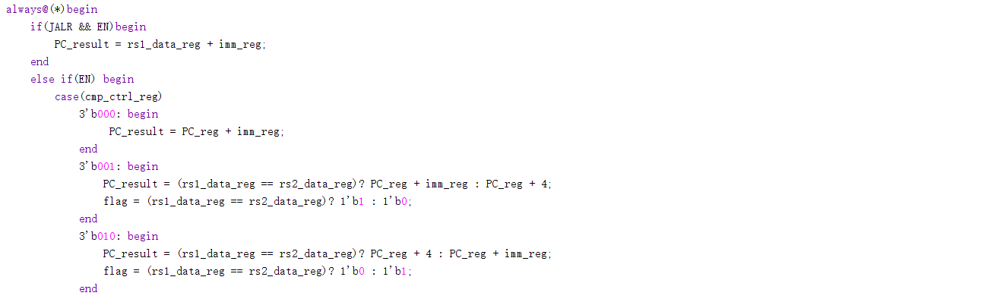 always@(*)begin
    if(JALR && EN)begin
        PC_result = rs1_data_reg + imm_reg;
    end
    else if(EN) begin
        case(cmp_ctrl_reg)
            3'b000: begin
                 PC_result = PC_reg + imm_reg;
            end
            3'b001: begin
                PC_result = (rs1_data_reg == rs2_data_reg)? PC_reg + imm_reg : PC_reg + 4;
                flag = (rs1_data_reg == rs2_data_reg)? 1'b1 : 1'b0;
            end
            3'b010: begin
                PC_result = (rs1_data_reg == rs2_data_reg)? PC_reg + 4 : PC_reg + imm_reg;
                flag = (rs1_data_reg == rs2_data_reg)? 1'b0 : 1'b1;
            end